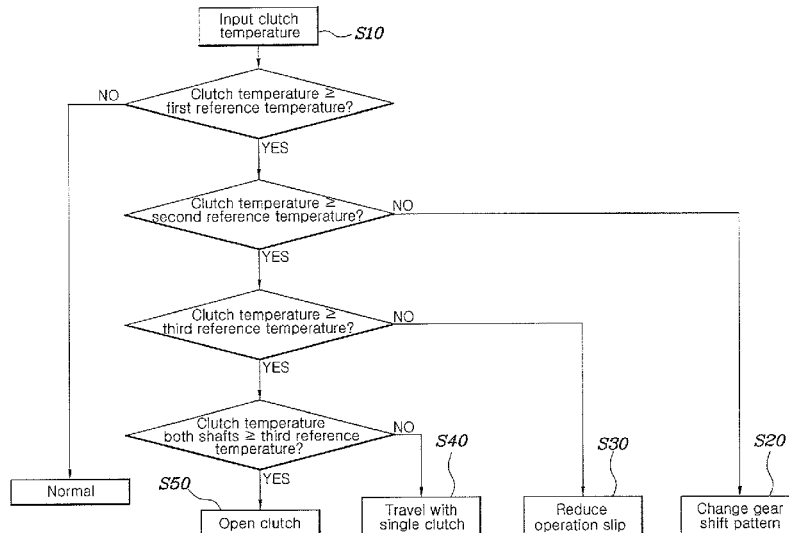 Input clutch
temperature
S10
Clutch temperature ≥
first reference temperature?
NO
YES
Clutch temperature ≥
second reference temperature?
NO
YES
Clutch temperature ≥
third reference temperature?
NO
YES
Clutch temperature
both shafts ≥ third reference
temperature?
NO
YES
Normal
S50
Open clutch
S40
Travel with
single clutch
S30
Reduce
operation slip
S20
Change gear
shift pattern